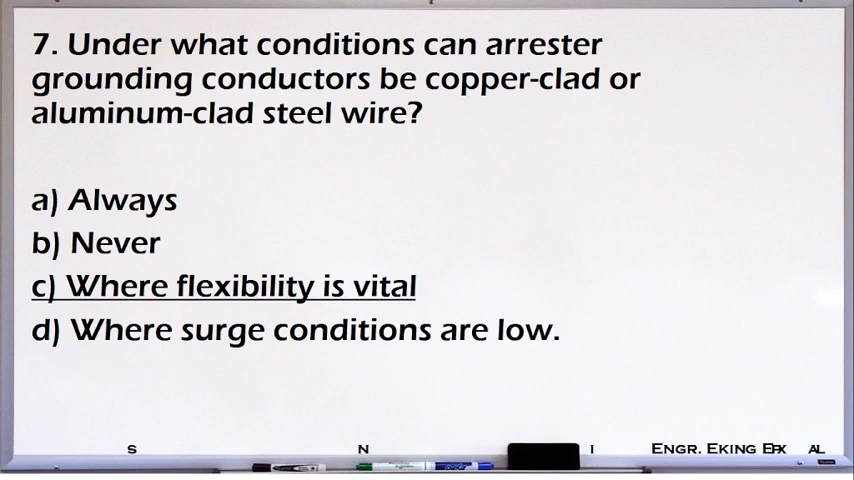 7. Under what conditions can arrester
grounding conductors be copper-clad or
aluminum-clad steel wire?
a) Always
b) Never
c) Where flexibility is vital
d) Where surge conditions are low.
S N I ENGR. EKING